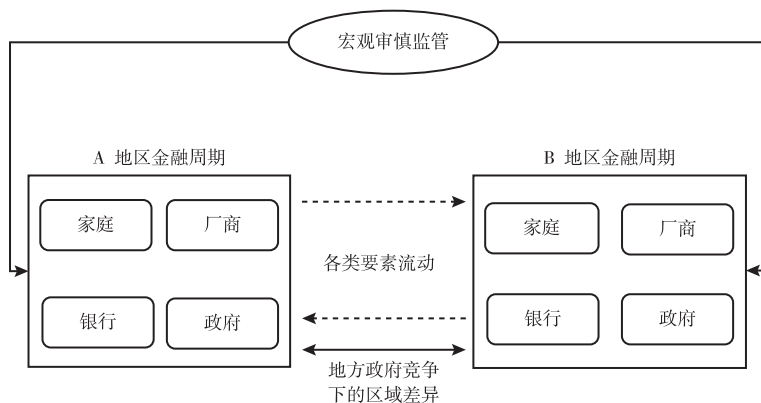 宏观审慎监管
A 地区金融周期
B 地区金融周期
家庭
厂商
家庭
厂商
各类要素流动
银行
政府
银行
政府
地方政府竞争
下的区域差异